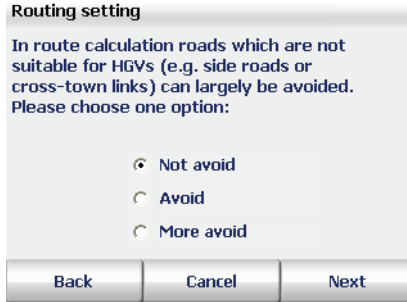 Routing setting
In route calculation roads which are not
suitable for HGVs (e.g. side roads or
cross-town links) can largely be avoided.
Please choose one option:
Not avoid
Avoid
More avoid
Back Cancel Next